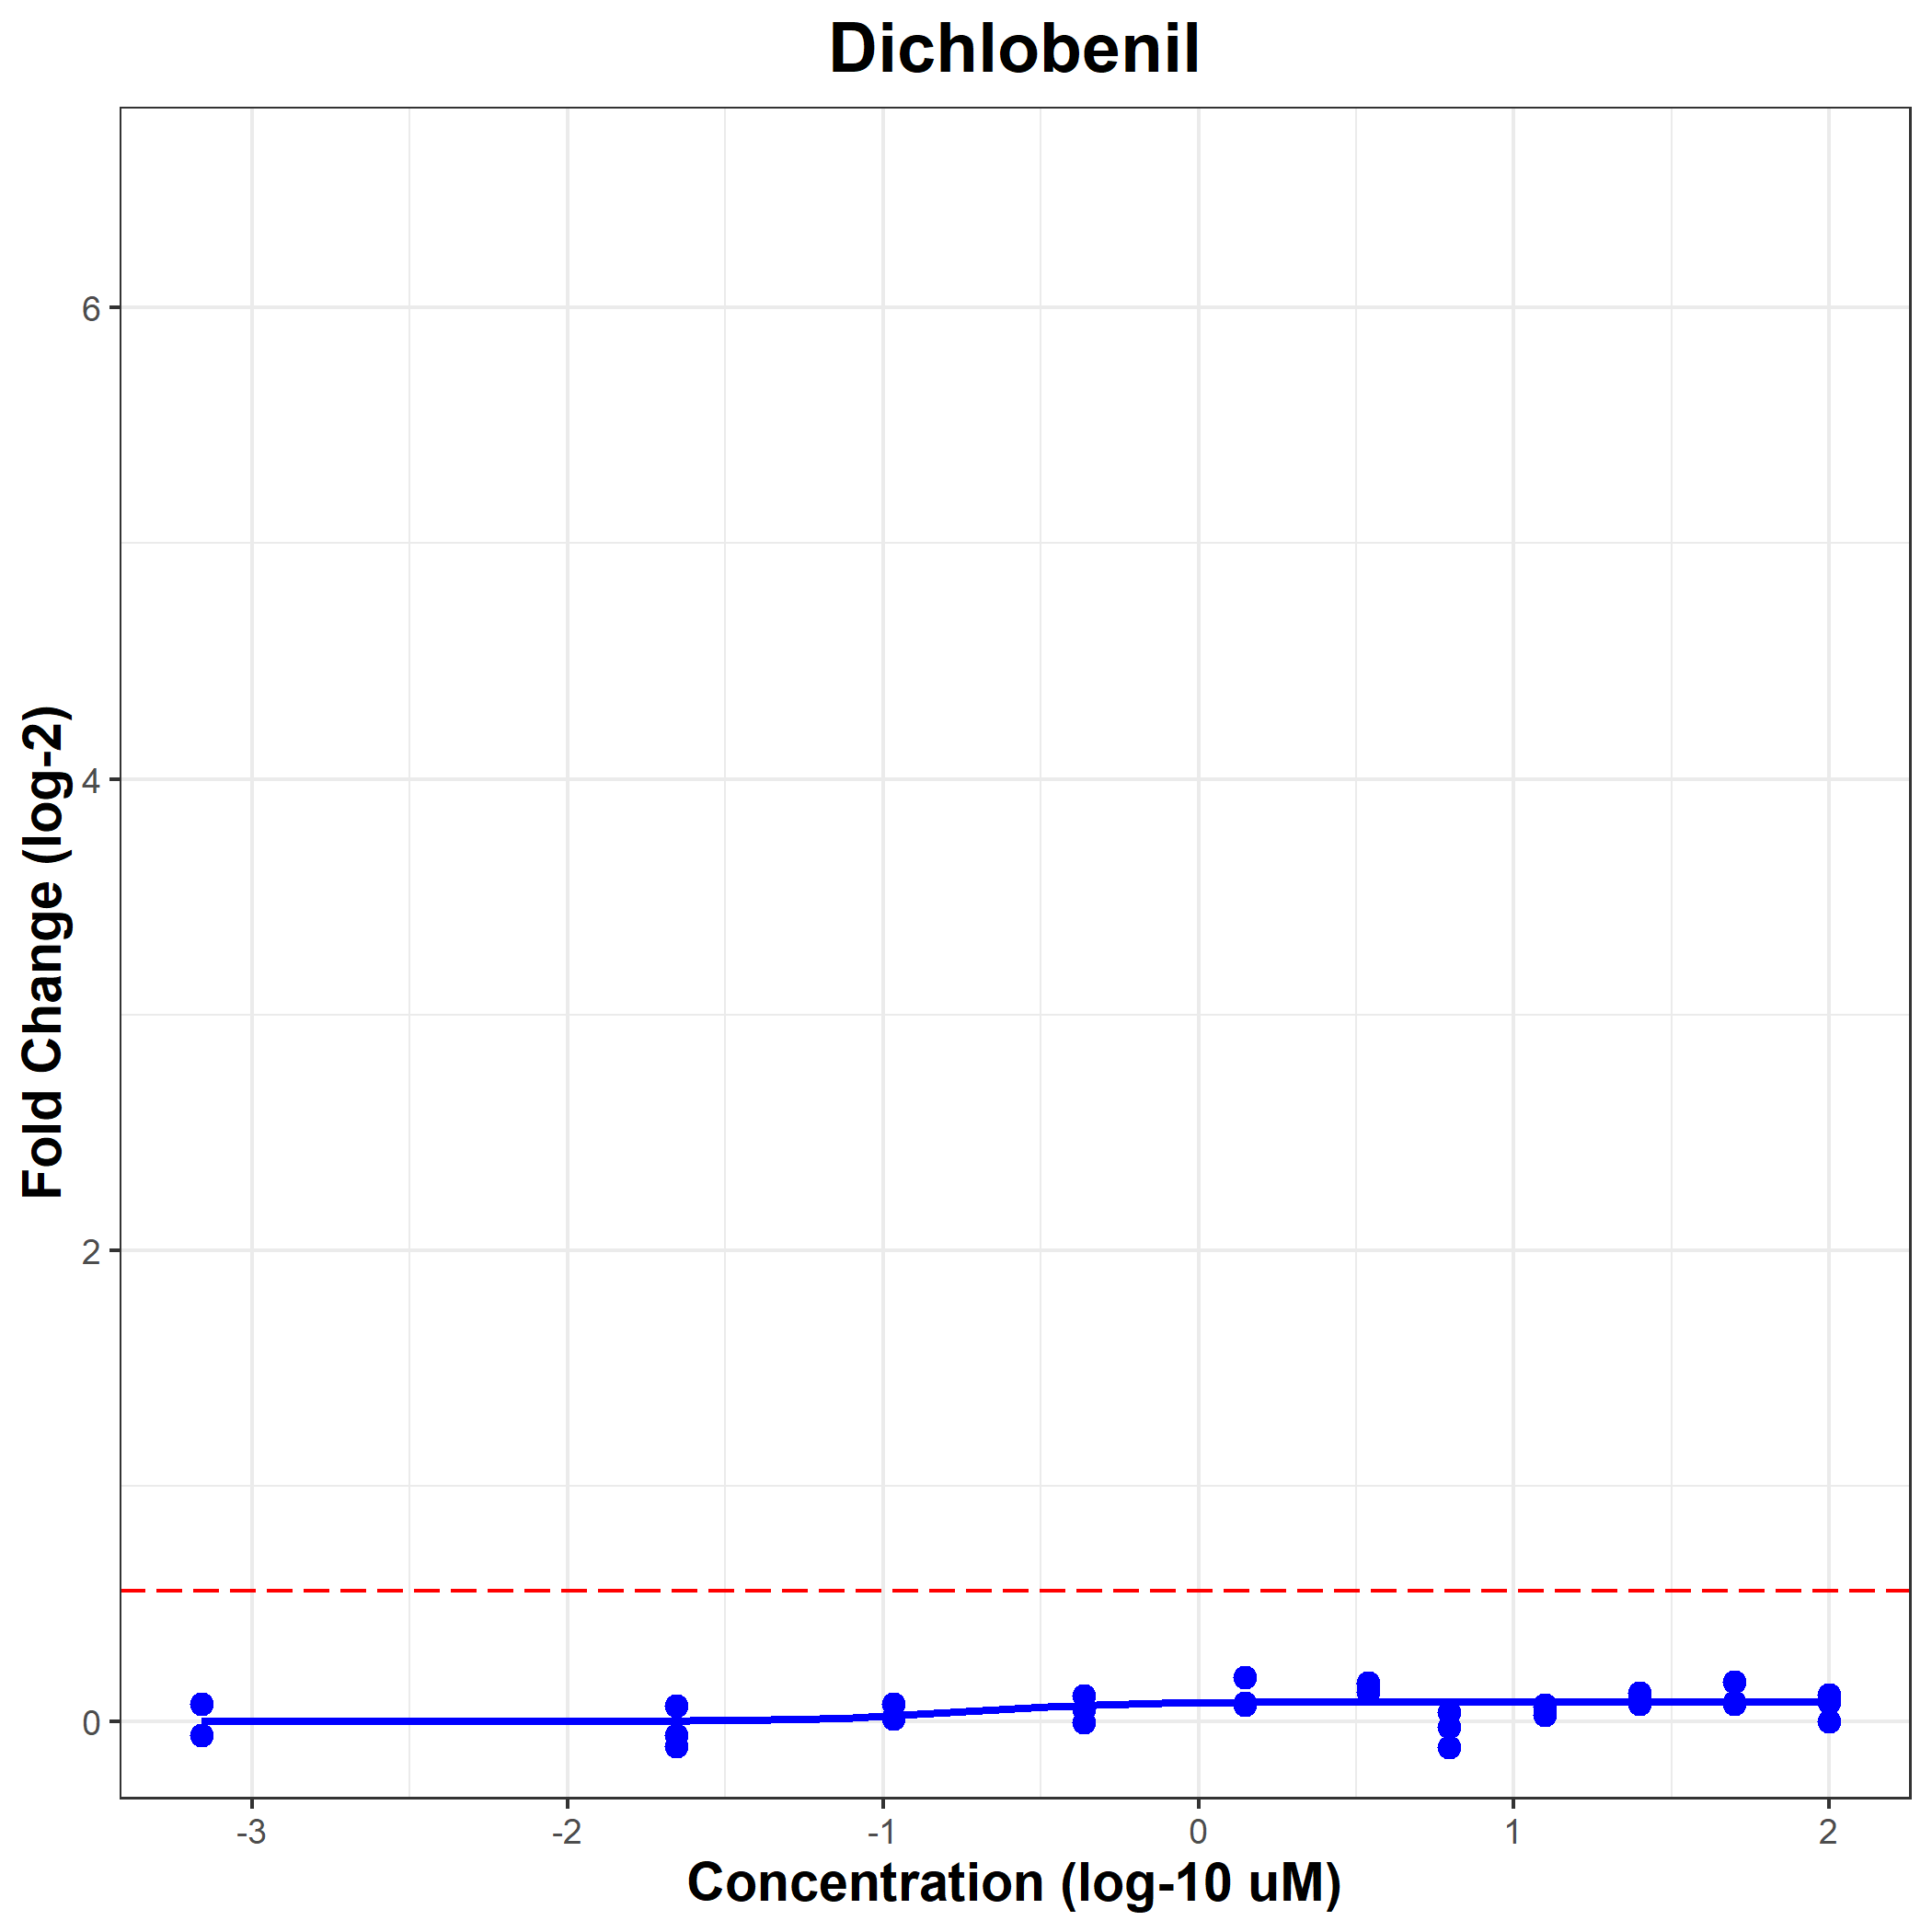 Dichlobenil
Fold Change (log-2)
6
4
2
0
-3 -2 -1 0 1 2
Concentration (log-10 uM)